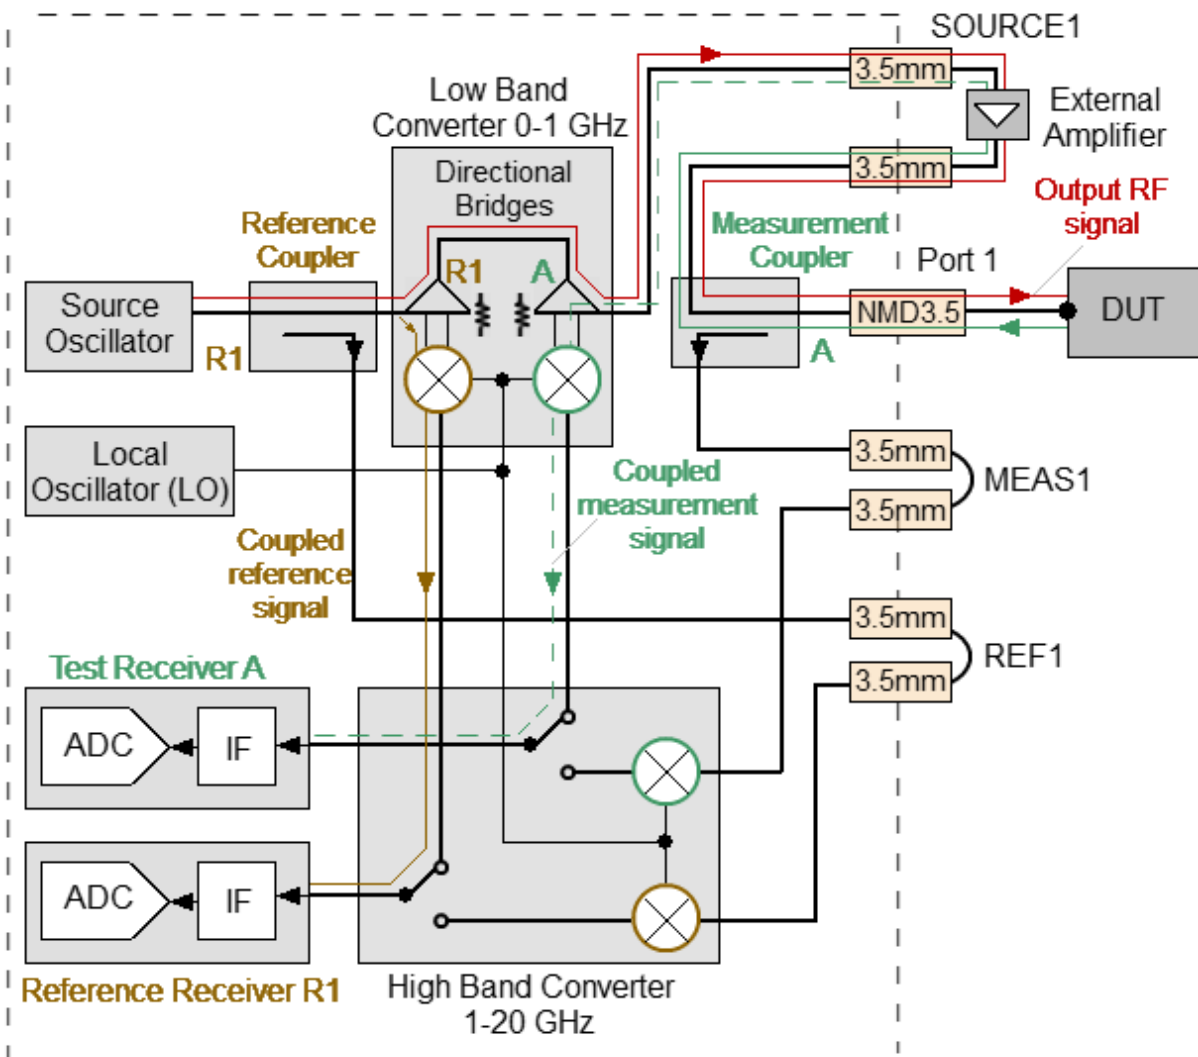 SOURCE1
3.5mm
Low Band
Converter 0-1 GHz
External
Amplifier
Directional
Bridges
3.5mm
Output RF
signal
Reference
Coupler
Measurement
Coupler
R1
A
Port 1
Source
Oscillator
NMD3.5
DUT
R1
A
Local
Oscillator (LO)
3.5mm
MEAS1
3.5mm
Coupled
measurement
signal
Coupled
reference
signal
3.5mm
REF1
3.5mm
Test Receiver A
ADC
IF
ADC
IF
Reference Receiver R1
High Band Converter
1-20 GHz